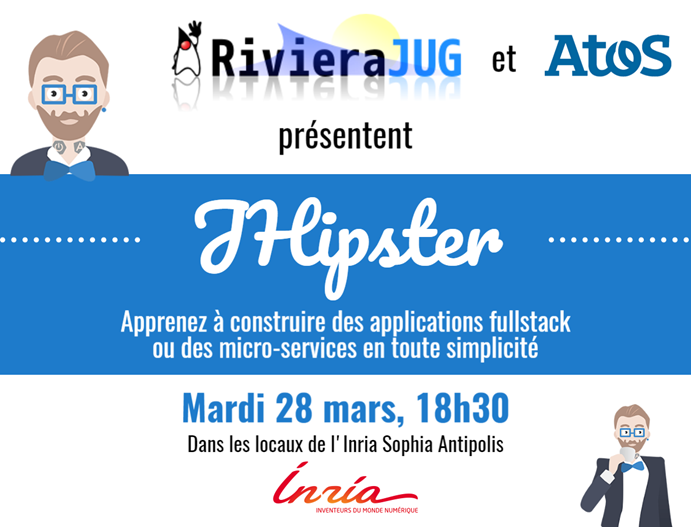 RivieraJUG et Atos
présentent
JHipster
Apprenez à construire des applications fullstack
ou des micro-services en toute simplicité
Mardi 28 mars, 18h30
Dans les locaux de l'Inria Sophia Antipolis
Inria
INVENTEURS DU MONDE NUMÉRIQUE